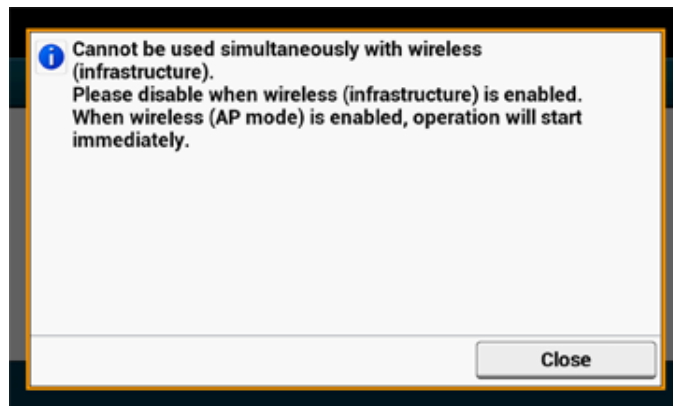 Cannot be used simultaneously with wireless
(infrastructure).
Please disable when wireless (infrastructure) is enabled.
When wireless (AP mode) is enabled, operation will start
immediately.
Close